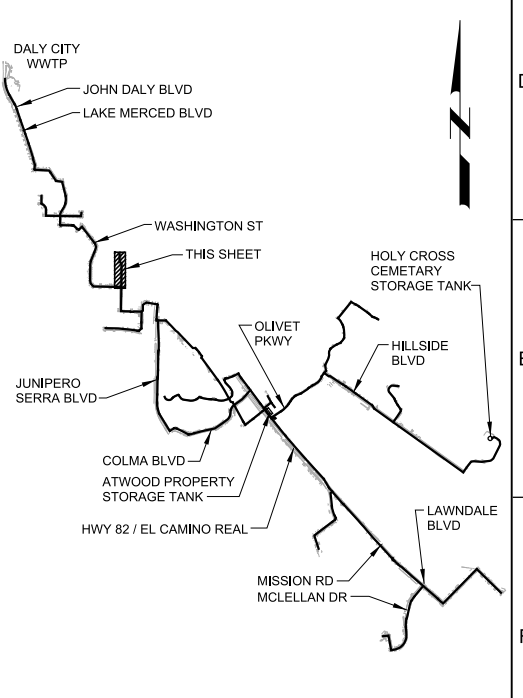 DALY CITY
WWTP
JOHN DALY BLVD
LAKE MERCED BLVD
N
D
WASHINGTON ST
THIS SHEET
HOLY CROSS
CEMETARY
STORAGE TANK
OLIVET
PKWY
HILLSIDE
BLVD
E
JUNIPERO
SERRA BLVD
COLMA BLVD
ATWOOD PROPERTY
STORAGE TANK
HWY 82 / EL CAMINO REAL
LAWNDALE
BLVD
MISSION RD
MCLELLAN DR
F